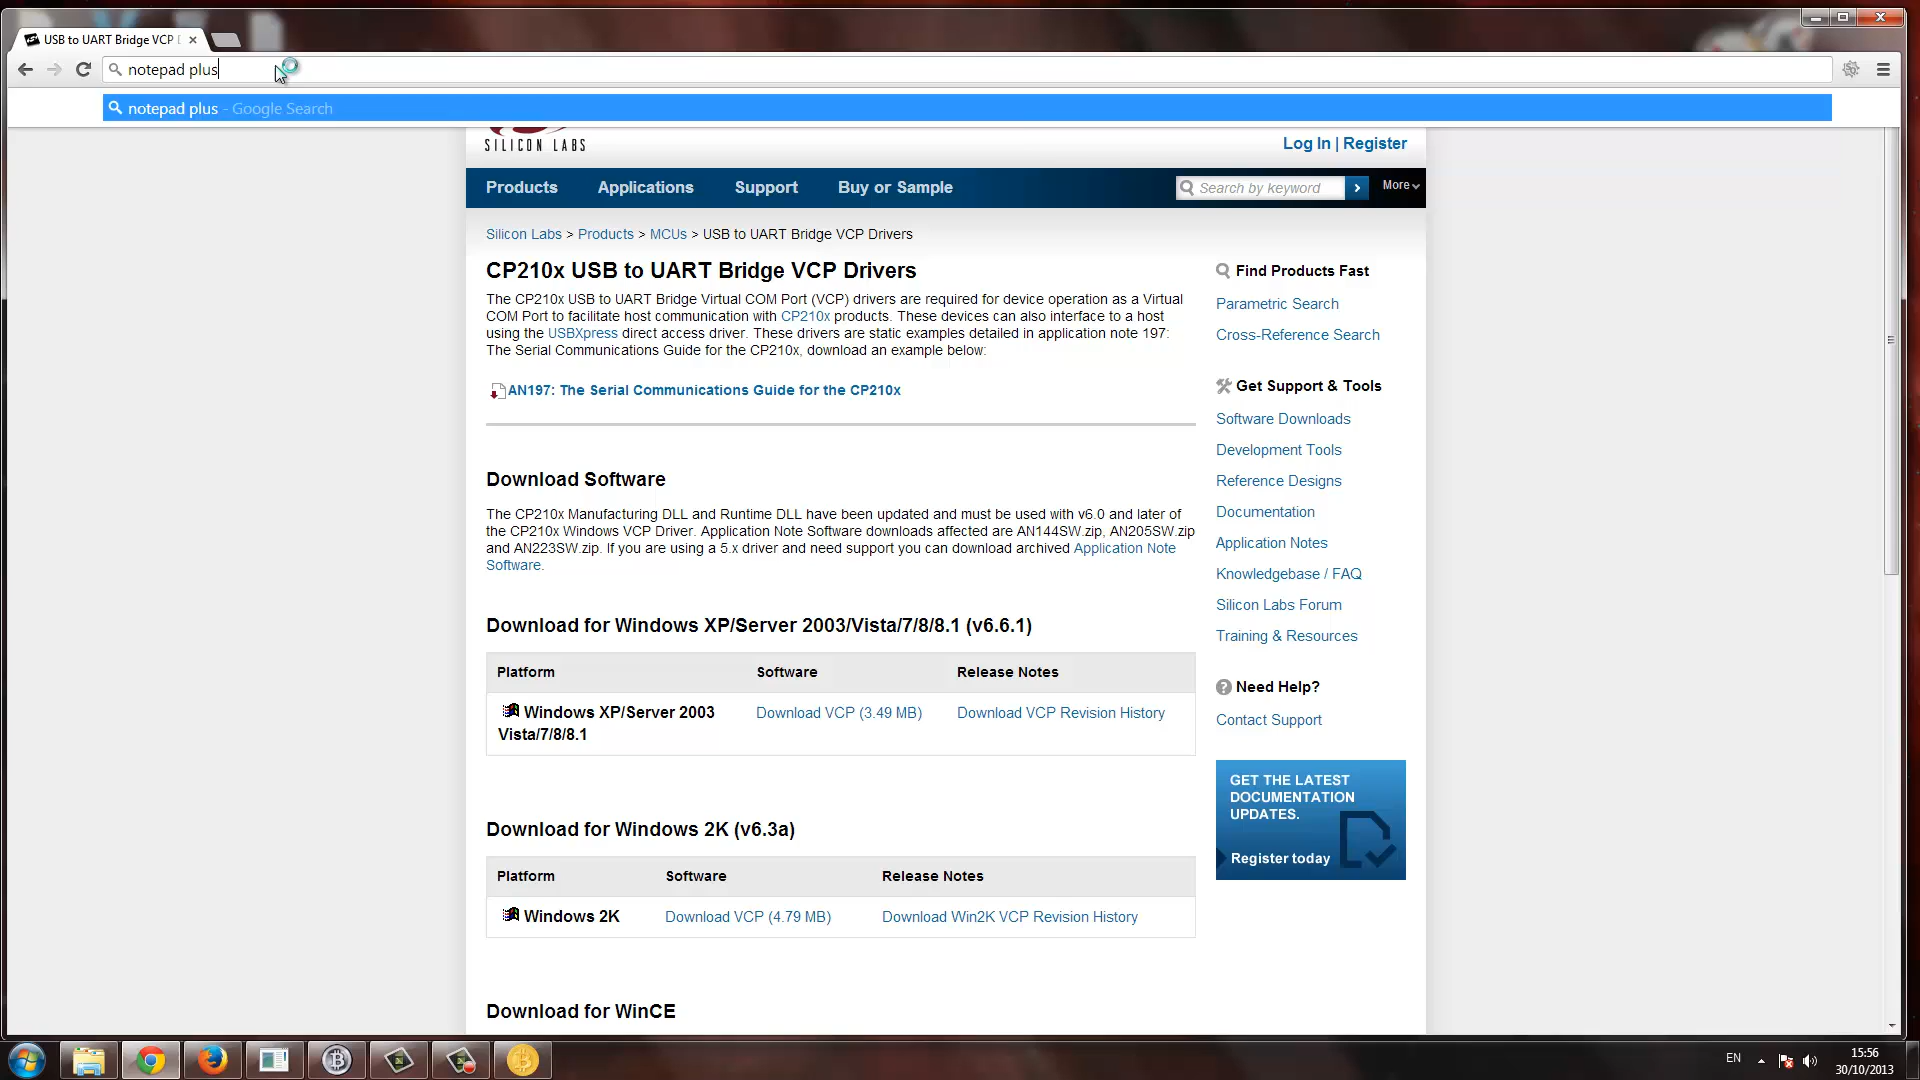 USB to UART Bridge VCP D
notepad plus
notepad plus - Google Search
SILICON LABS
Log In | Register
Products Applications Support Buy or Sample
Search by keyword
More
Silicon Labs > Products > MCUs > USB to UART Bridge VCP Drivers
CP210x USB to UART Bridge VCP Drivers
The CP210x USB to UART Bridge Virtual COM Port (VCP) drivers are required for device operation as a Virtual
COM Port to facilitate host communication with CP210x products. These devices can also interface to a host
using the USBXpress direct access driver. These drivers are static examples detailed in application note 197:
The Serial Communications Guide for the CP210x, download an example below:
AN197: The Serial Communications Guide for the CP210x
Download Software
The CP210x Manufacturing DLL and Runtime DLL have been updated and must be used with v6.0 and later of
the CP210x Windows VCP Driver. Application Note Software downloads affected are AN144SW.zip, AN205SW.zip
and AN223SW.zip. If you are using a 5.x driver and need support you can download archived Application Note
Software.
Download for Windows XP/Server 2003/Vista/7/8/8.1 (v6.6.1)
Platform Software Release Notes
Windows XP/Server 2003 Download VCP (3.49 MB) Download VCP Revision History
Vista/7/8/8.1
Download for Windows 2K (v6.3a)
Platform Software Release Notes
Windows 2K Download VCP (4.79 MB) Download Win2K VCP Revision History
Download for WinCE
Find Products Fast
Parametric Search
Cross-Reference Search
Get Support & Tools
Software Downloads
Development Tools
Reference Designs
Documentation
Application Notes
Knowledgebase / FAQ
Silicon Labs Forum
Training & Resources
Need Help?
Contact Support
GET THE LATEST
DOCUMENTATION
UPDATES.
Register today
EN
15:56
30/10/2013